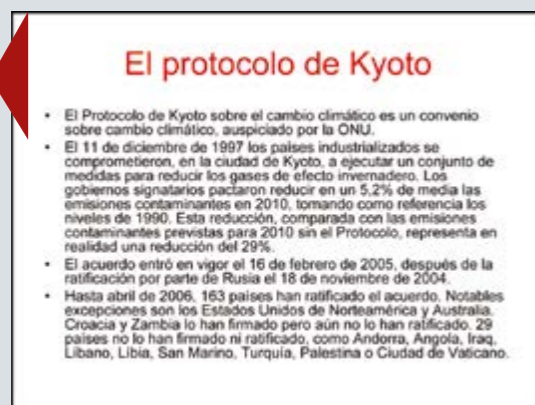 El protocolo de Kyoto
• El Protocolo de Kyoto sobre el cambio climático es un convenio
sobre cambio climático, auspiciado por la ONU.
• El 11 de diciembre de 1997 los países industrializados se
comprometieron, en la ciudad de Kyoto, a ejecutar un conjunto de
medidas para reducir los gases de efecto invernadero. Los
gobiernos signatarios pactaron reducir en un 5,2% de media las
emisiones contaminantes en 2010, tomando como referencia los
niveles de 1990. Esta reducción, comparada con las emisiones
contaminantes previstas para 2010 sin el Protocolo, representa en
realidad una reducción del 29%.
• El acuerdo entró en vigor el 16 de febrero de 2005, después de la
ratificación por parte de Rusia el 18 de noviembre de 2004.
• Hasta abril de 2006, 163 países han ratificado el acuerdo. Notables
excepciones son los Estados Unidos de Norteamérica y Australia.
Croacia y Zambia lo han firmado pero aún no lo han ratificado. 29
países no lo han firmado ni ratificado, como Andorra, Angola, Iraq,
Líbano, Libia, San Marino, Turquía, Palestina o Ciudad de Vaticano.